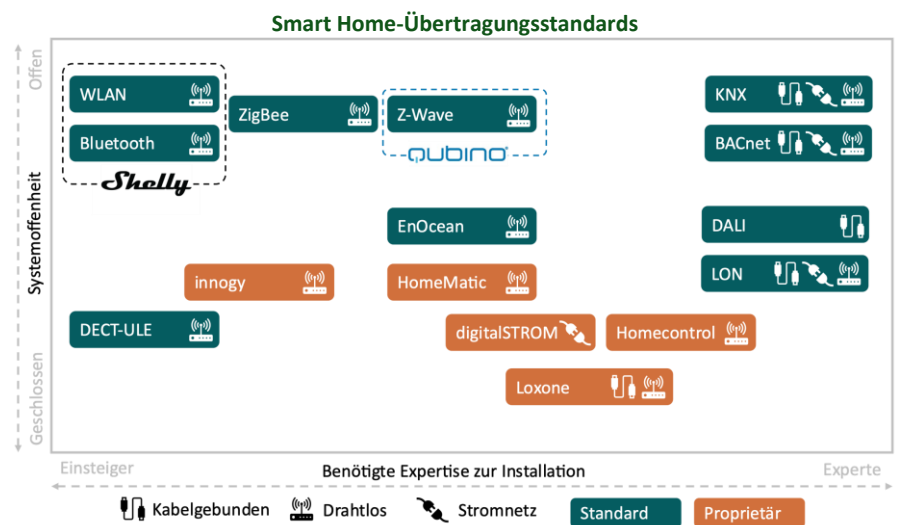 Smart Home-Übertragungsstandards
Offen
Systemoffenheit
Geschlossen
WLAN
Bluetooth
Shelly
ZigBee
Z-Wave
QUBINO®
KNX
BACnet
EnOcean
DALI
innogy
HomeMatic
LON
DECT-ULE
digitalSTROM
Homecontrol
Loxone
Einsteiger
Benötigte Expertise zur Installation
Experte
Kabelgebunden
Drahtlos
Stromnetz
Standard
Proprietär